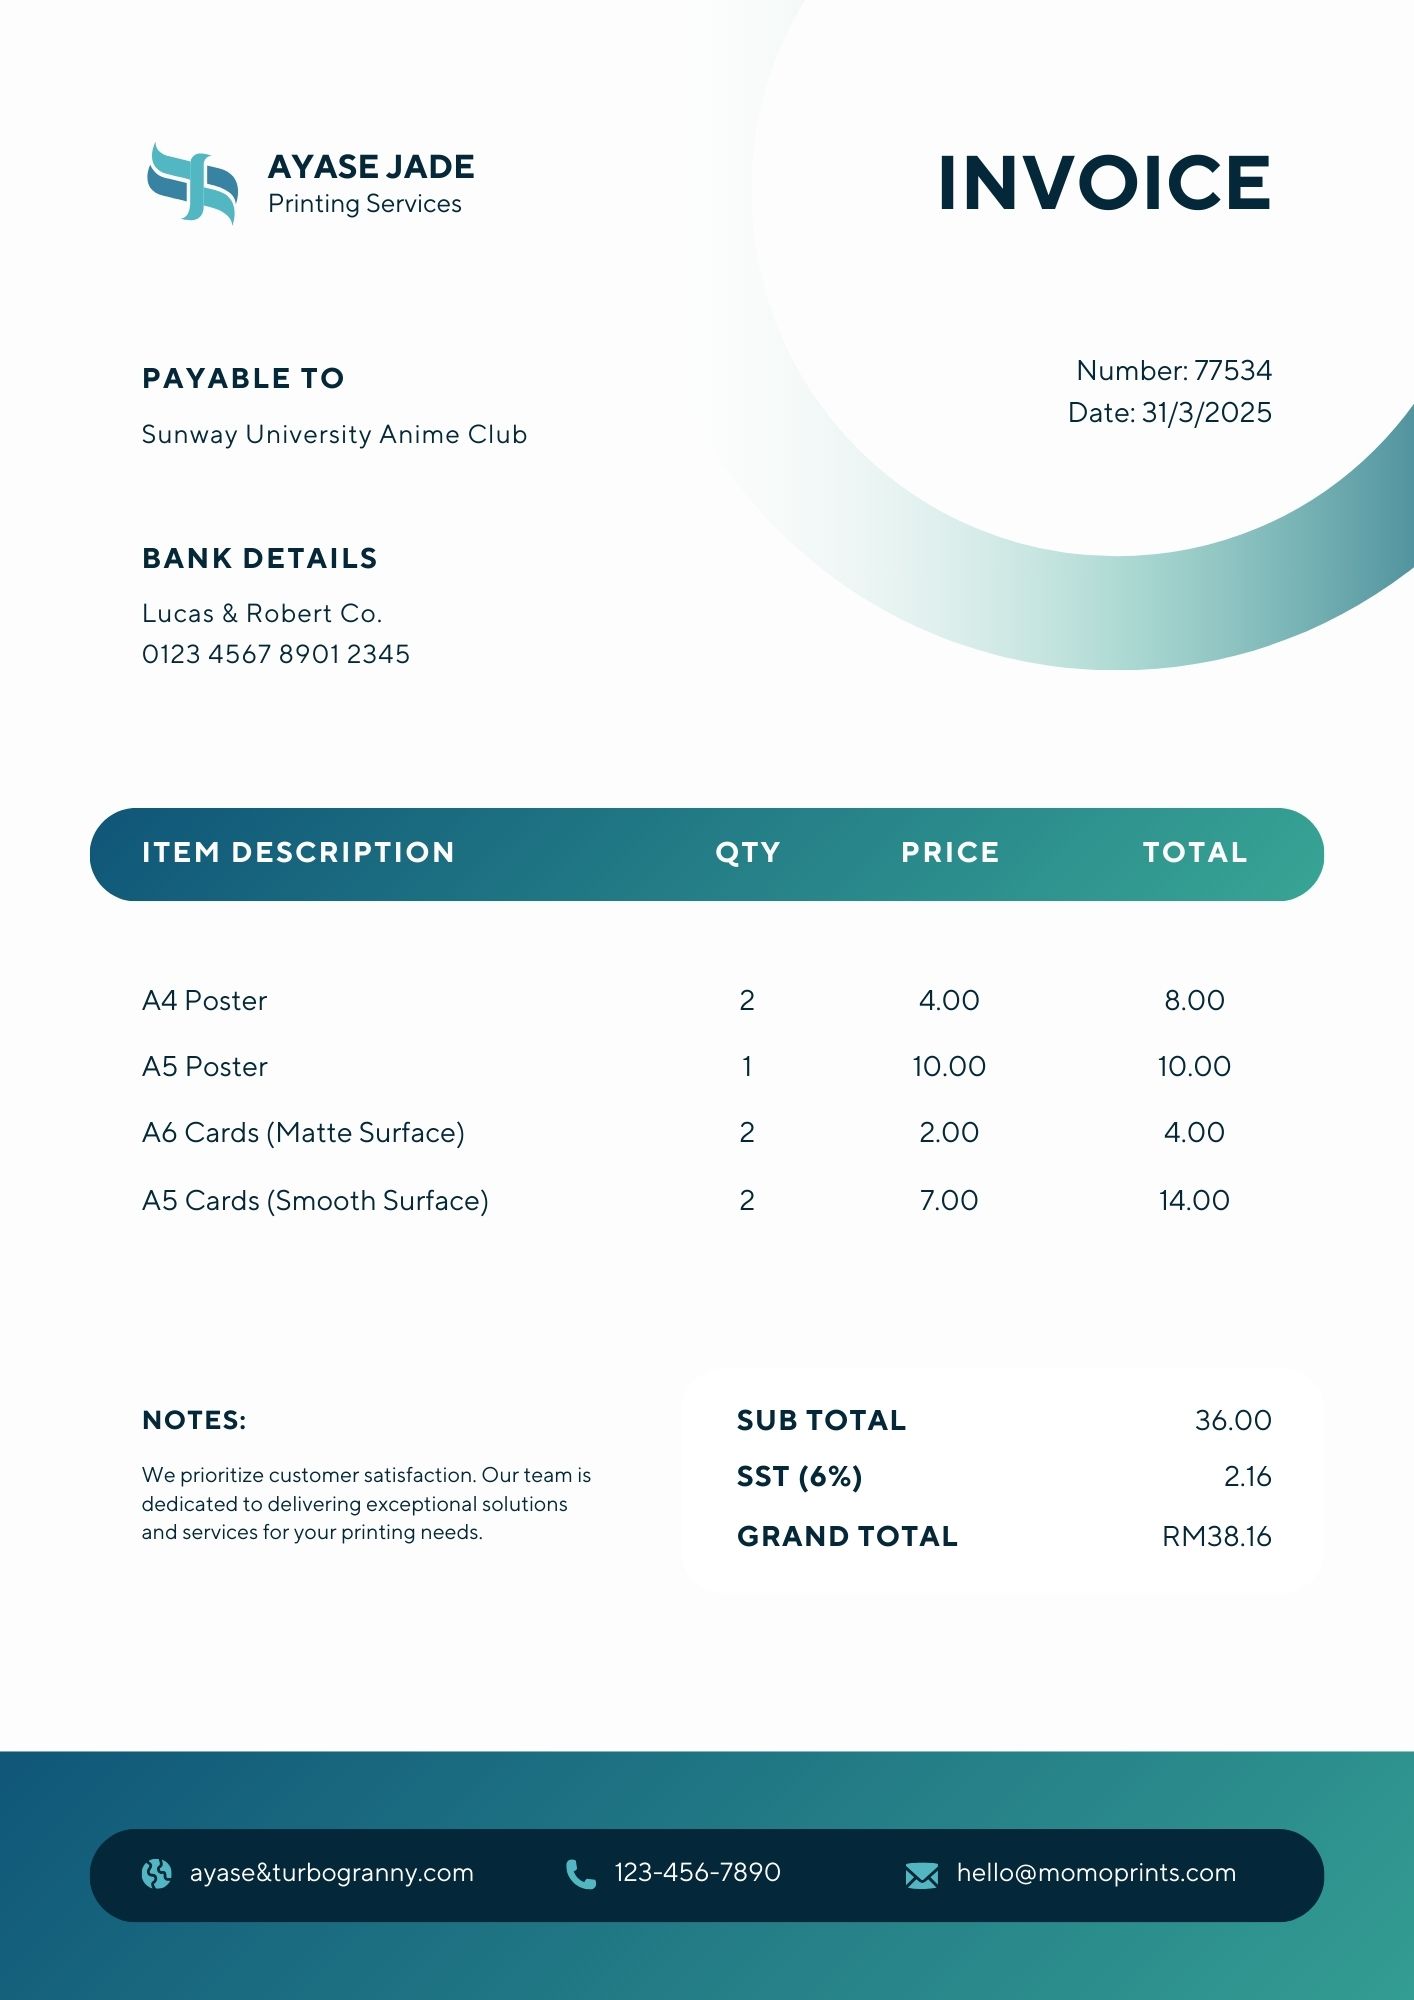 AYASE JADE
Printing Services
INVOICE
PAYABLE TO
Sunway University Anime Club
Number: 77534
Date: 31/3/2025
BANK DETAILS
Lucas & Robert Co.
0123 4567 8901 2345
ITEM DESCRIPTION QTY PRICE TOTAL
A4 Poster 2 4.00 8.00
A5 Poster 1 10.00 10.00
A6 Cards (Matte Surface) 2 2.00 4.00
A5 Cards (Smooth Surface) 2 7.00 14.00
NOTES:
We prioritize customer satisfaction. Our team is
dedicated to delivering exceptional solutions
and services for your printing needs.
SUB TOTAL 36.00
SST (6%) 2.16
GRAND TOTAL RM38.16
ayase&turbogranny.com 123-456-7890 hello@momoprints.com